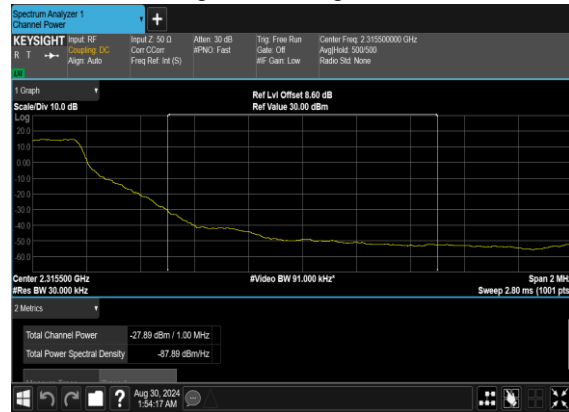 Spectrum Analyzer 1
Channel Power
+
KEYSIGHT Input: RF Input Z: 50 Ω Atten: 30 dB Trig: Free Run Center Freq: 2.315500000 GHz
R T Coupling: DC Corr CCorr #PNO: Fast Gate: Off Avg|Hold: 500/500
Align: Auto Freq Ref: Int (S) #IF Gain: Low Radio Std: None
1 Graph Ref Lvl Offset 8.60 dB
Scale/Div 10.0 dB Ref Value 30.00 dBm
Log
20.0
10.0
0.00
-10.0
-20.0
-30.0
-40.0
-50.0
-60.0
Center 2.315500 GHz #Video BW 91.000 kHz* Span 2 MH
#Res BW 30.000 kHz Sweep 2.80 ms (1001 pts
2 Metrics
Total Channel Power -27.89 dBm / 1.00 MHz
Total Power Spectral Density -87.89 dBm/Hz
? Aug 30, 2024
1:54:17 AM